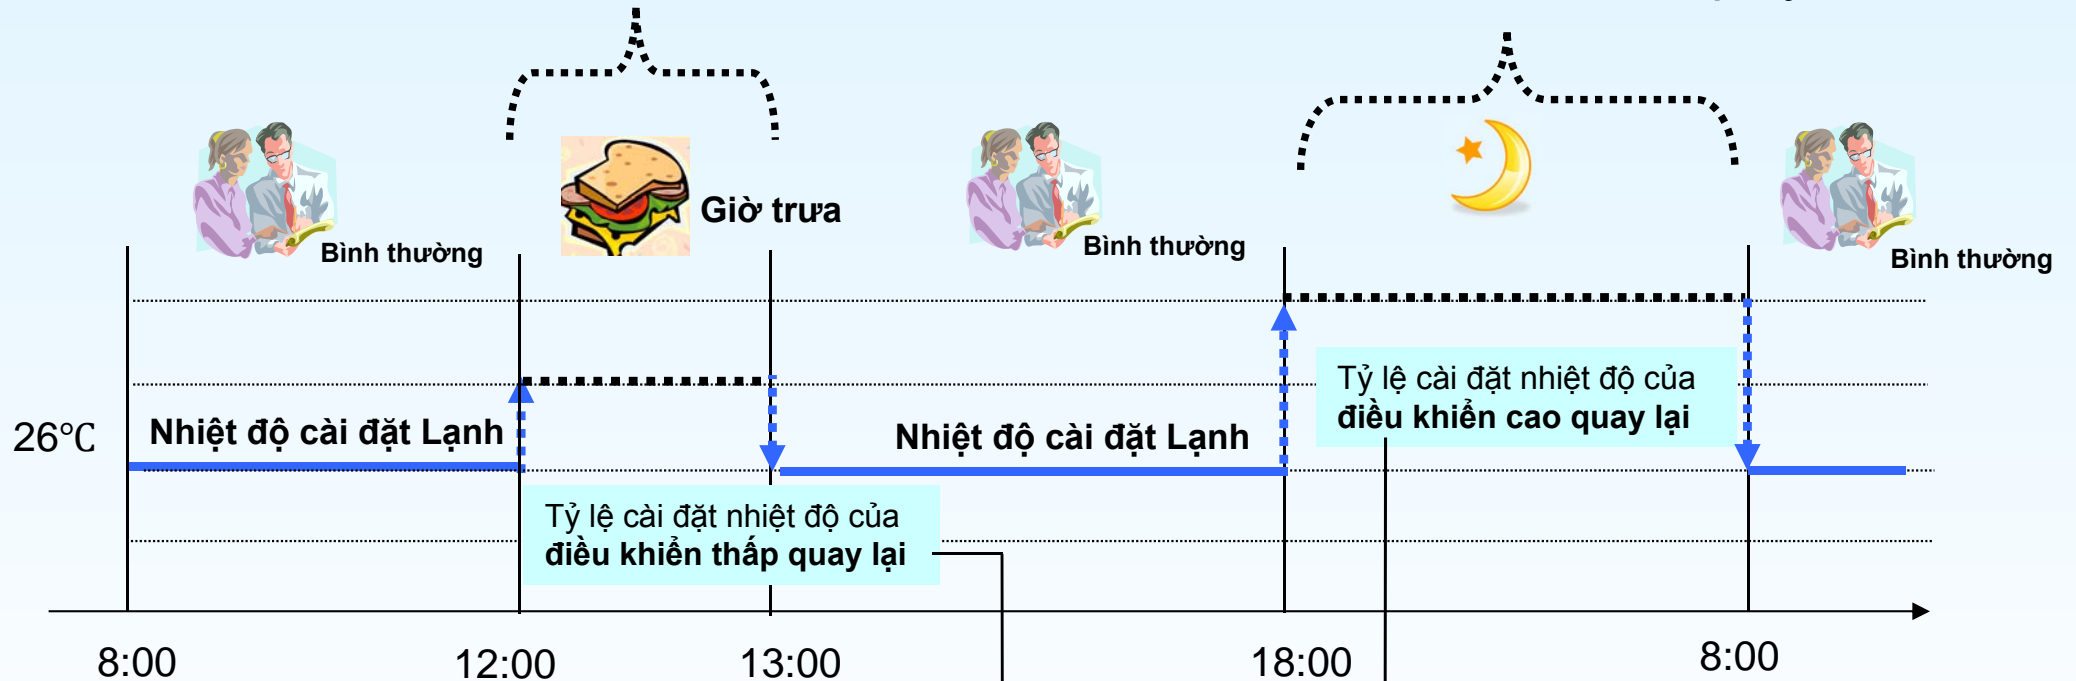 Giờ trưa
Bình thường
Bình thường
Bình thường
26°C
Nhiệt độ cài đặt Lạnh
Nhiệt độ cài đặt Lạnh
Tỷ lệ cài đặt nhiệt độ của
điều khiển cao quay lại
Tỷ lệ cài đặt nhiệt độ của
điều khiển thấp quay lại
8:00
12:00
13:00
18:00
8:00